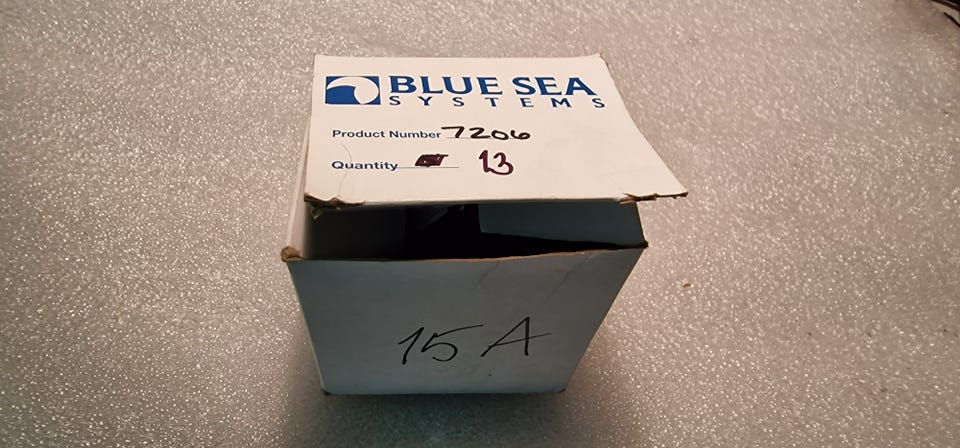 BLUE SEA
SYSTEMS
Product Number 7206
Quantity 13
15 A